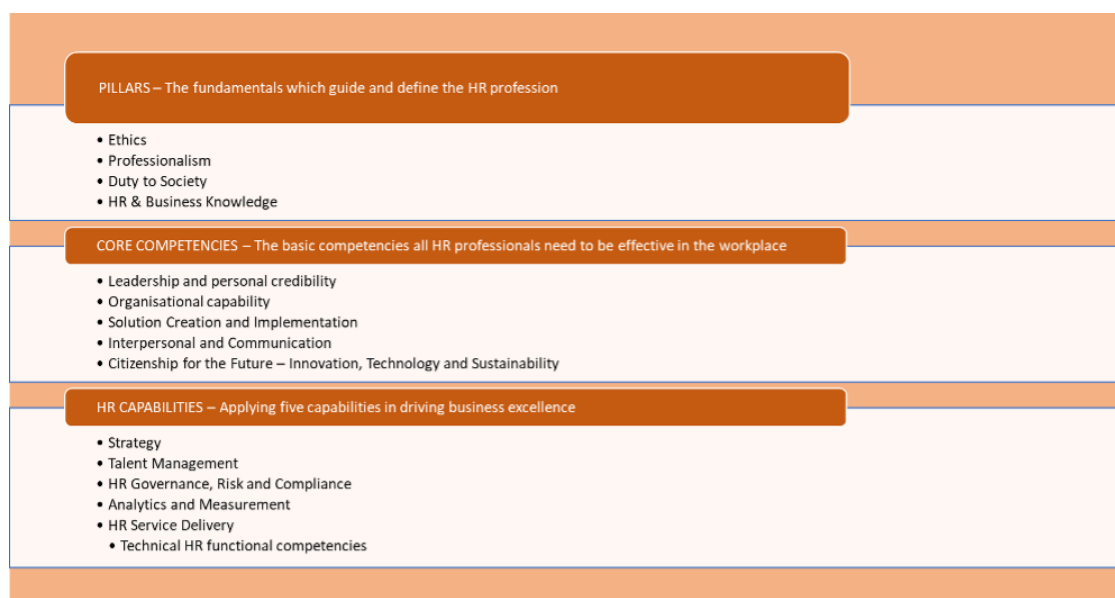 PILLARS – The fundamentals which guide and define the HR profession
• Ethics
• Professionalism
• Duty to Society
• HR & Business Knowledge
CORE COMPETENCIES – The basic competencies all HR professionals need to be effective in the workplace
• Leadership and personal credibility
• Organisational capability
• Solution Creation and Implementation
• Interpersonal and Communication
• Citizenship for the Future – Innovation, Technology and Sustainability
HR CAPABILITIES – Applying five capabilities in driving business excellence
• Strategy
• Talent Management
• HR Governance, Risk and Compliance
• Analytics and Measurement
• HR Service Delivery
• Technical HR functional competencies